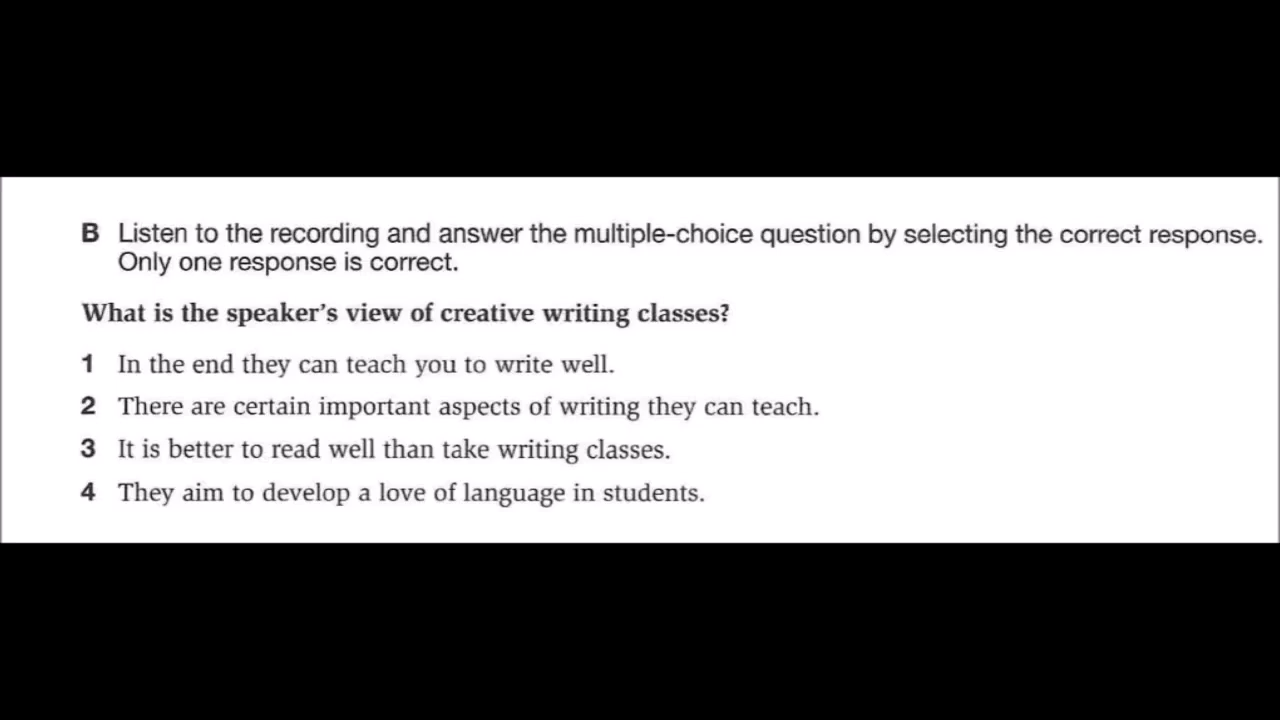 B Listen to the recording and answer the multiple-choice question by selecting the correct response.
Only one response is correct.
What is the speaker's view of creative writing classes?
1 In the end they can teach you to write well.
2 There are certain important aspects of writing they can teach.
3 It is better to read well than take writing classes.
4 They aim to develop a love of language in students.